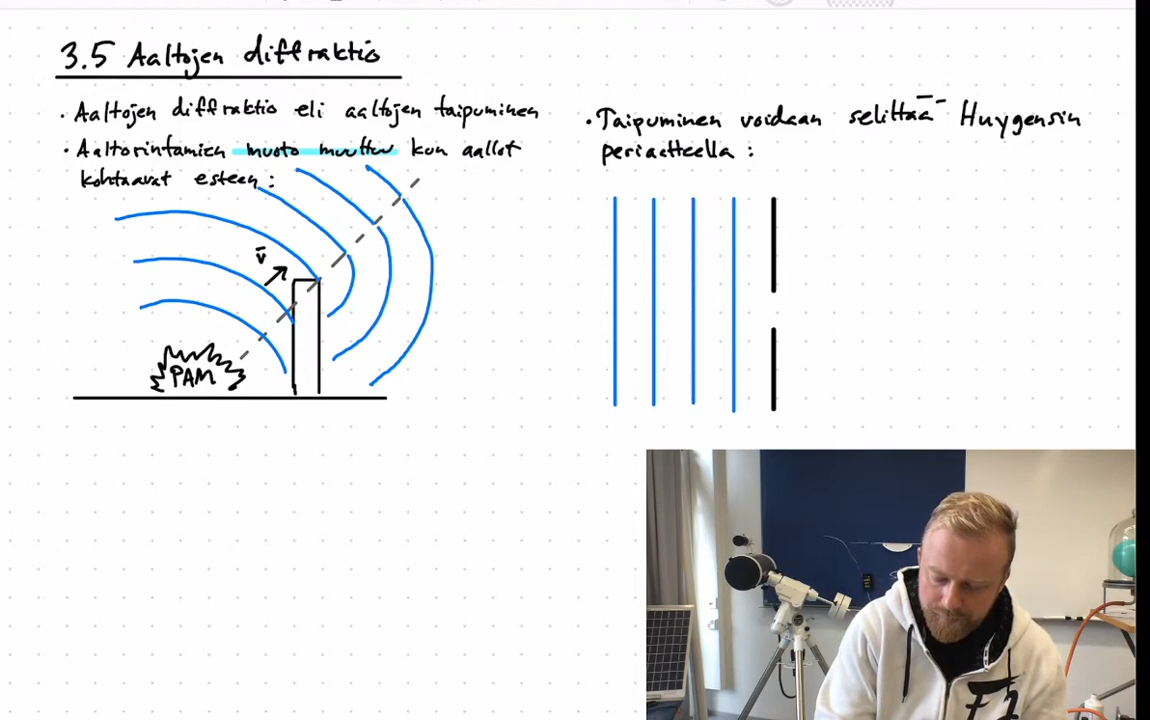 3.5 Aaltojen diffraktio
• Aaltojen diffraktio eli aaltojen taipuminen
• Aaltorintamien muoto muuttuu kun aallot
kohtaavat esteen:
v̄
PAM
• Taipuminen voidaan selittää Huygensin
periaatteella: